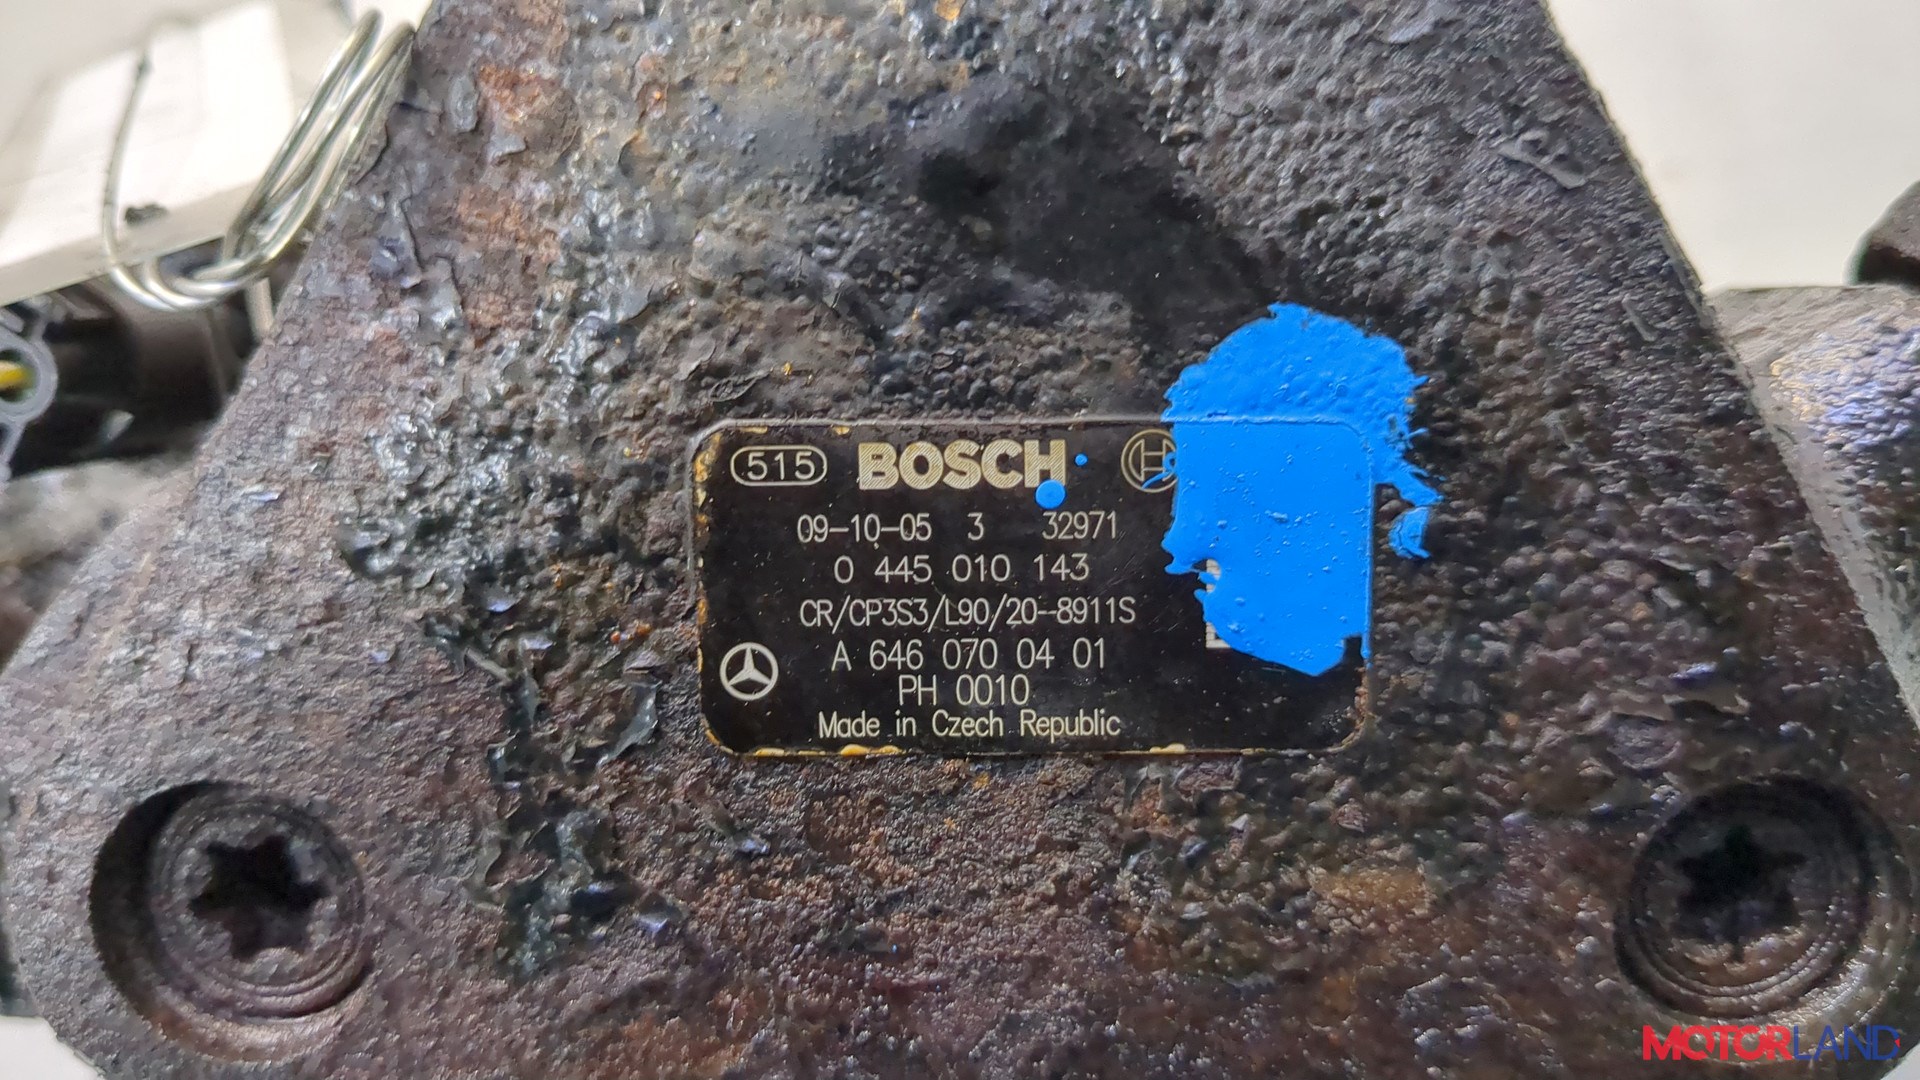 515 BOSCH
09-10-05 3 32971
0 445 010 143
CR/CP3S3/L90/20-8911S
A 646 070 04 01
PH 0010
Made in Czech Republic
MOTORLAND